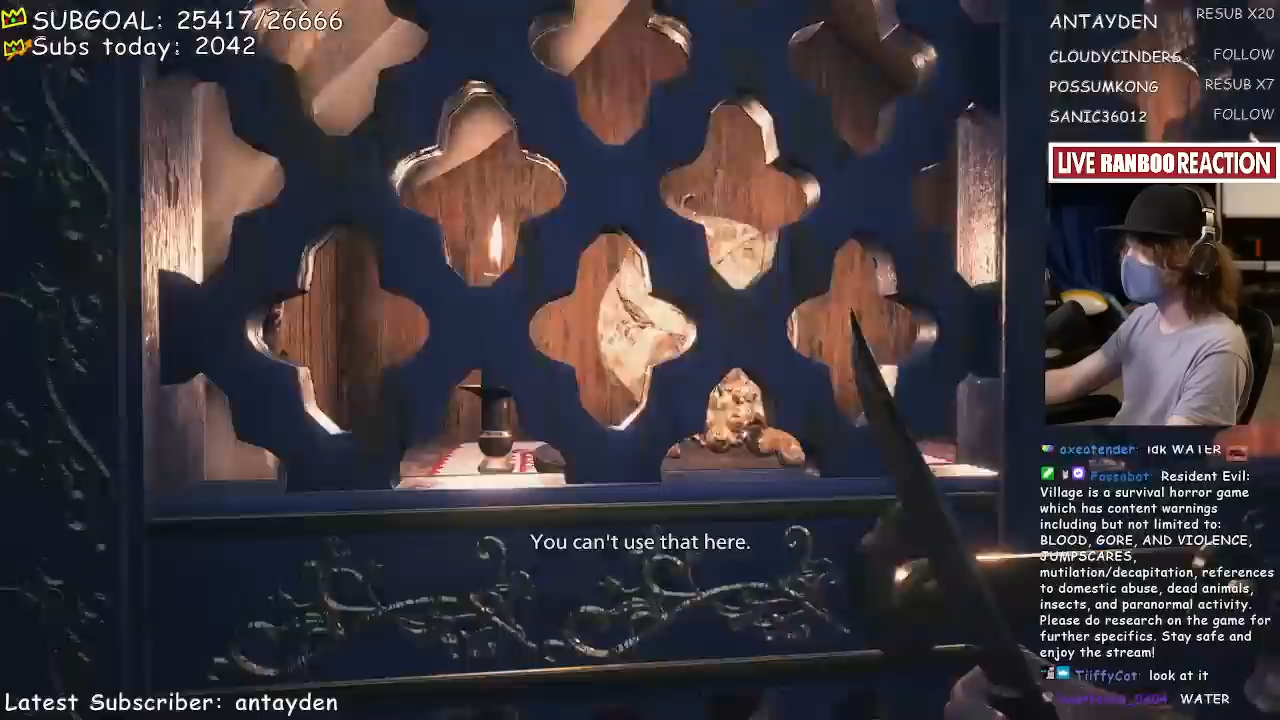 SUBGOAL: 25417/26666
Subs today: 2042
ANTAYDEN RESUB X20
CLOUDYCINDERS FOLLOW
POSSUMKONG RESUB X7
SANIC36012 FOLLOW
LIVE RANBOO REACTION
axeatender: idk WATER
Fossabot: Resident Evil:
Village is a survival horror game
which has content warnings
including but not limited to:
BLOOD, GORE, AND VIOLENCE,
JUMPSCARES,
mutilation/decapitation, references
to domestic abuse, dead animals,
insects, and paranormal activity.
Please do research on the game for
further specifics. Stay safe and
enjoy the stream!
TiiffyCat: look at it
WATER
You can't use that here.
Latest Subscriber: antayden